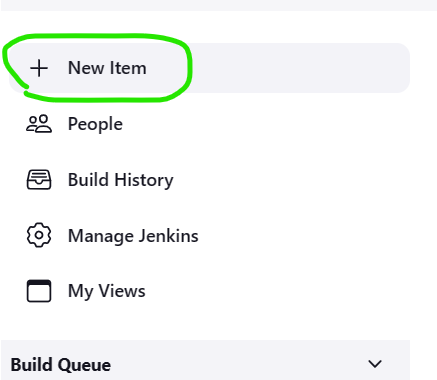 New Item
People
Build History
Manage Jenkins
My Views
Build Queue